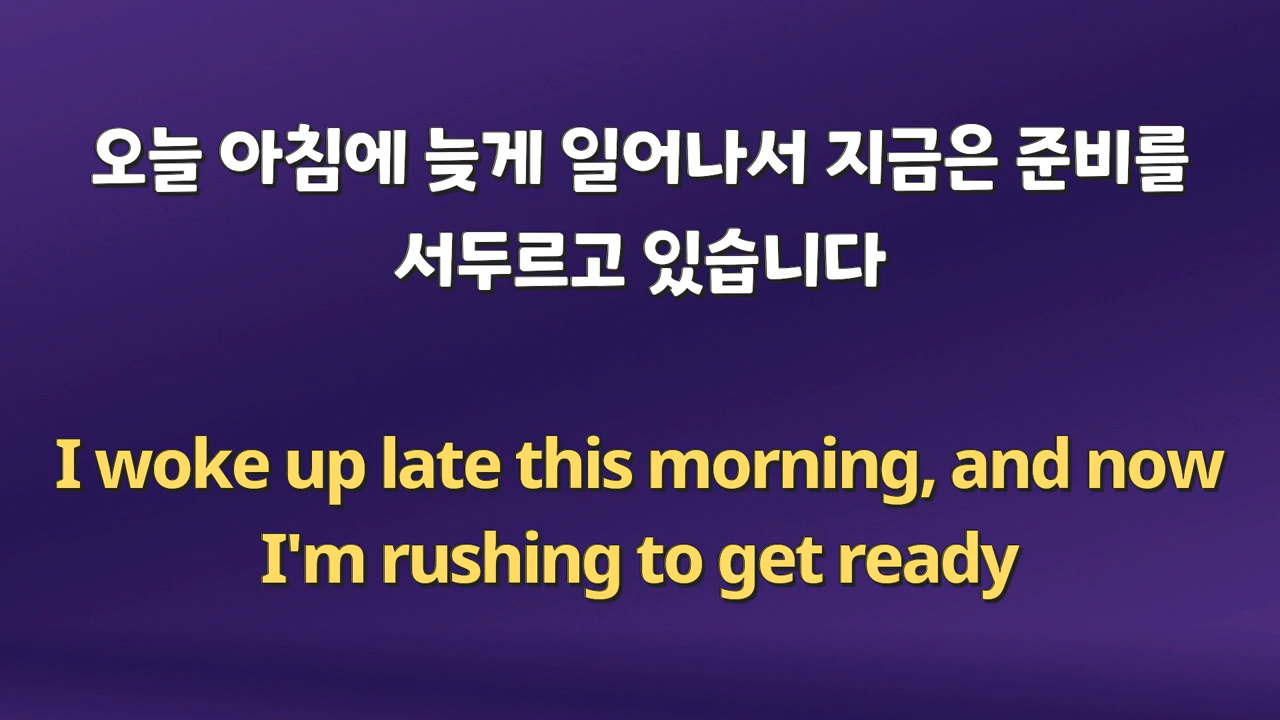 오늘 아침에 늦게 일어나서 지금은 준비를
서두르고 있습니다
I woke up late this morning, and now
I'm rushing to get ready